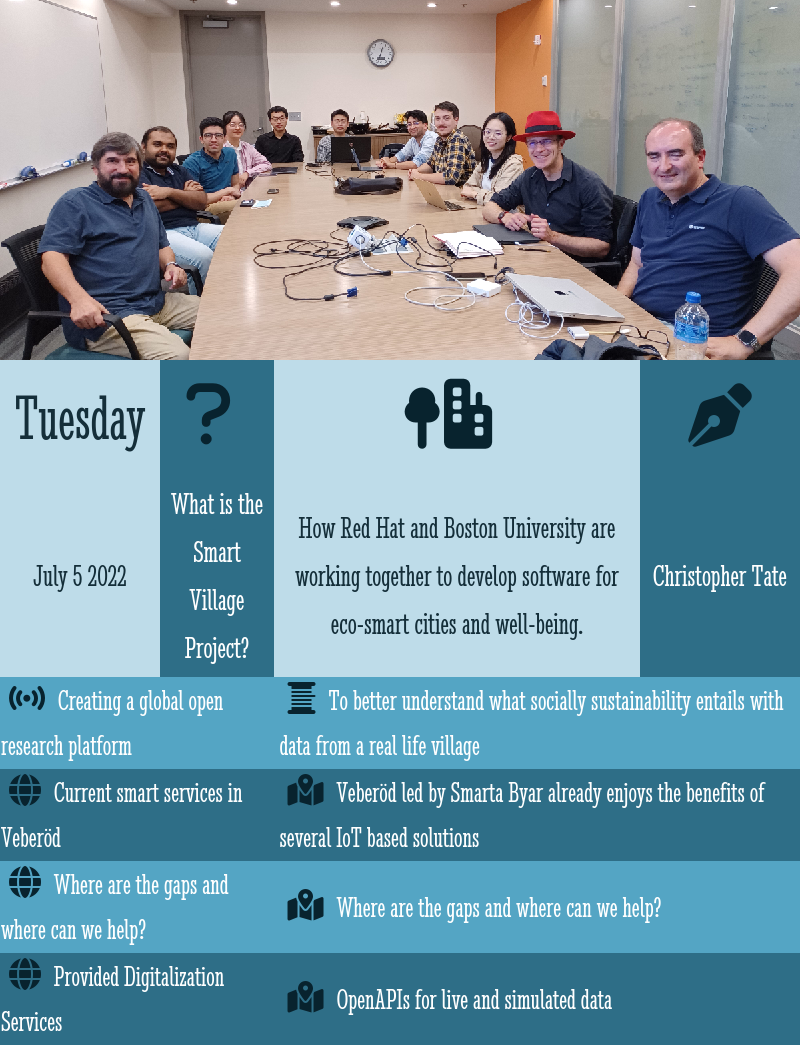 Tuesday
July 5 2022
What is the
Smart
Village
Project?
How Red Hat and Boston University are
working together to develop software for
eco-smart cities and well-being.
Christopher Tate
Creating a global open
research platform
To better understand what socially sustainability entails with
data from a real life village
Current smart services in
Veberöd
Veberöd led by Smarta Byar already enjoys the benefits of
several IoT based solutions
Where are the gaps and
where can we help?
Where are the gaps and where can we help?
Provided Digitalization
Services
OpenAPIs for live and simulated data